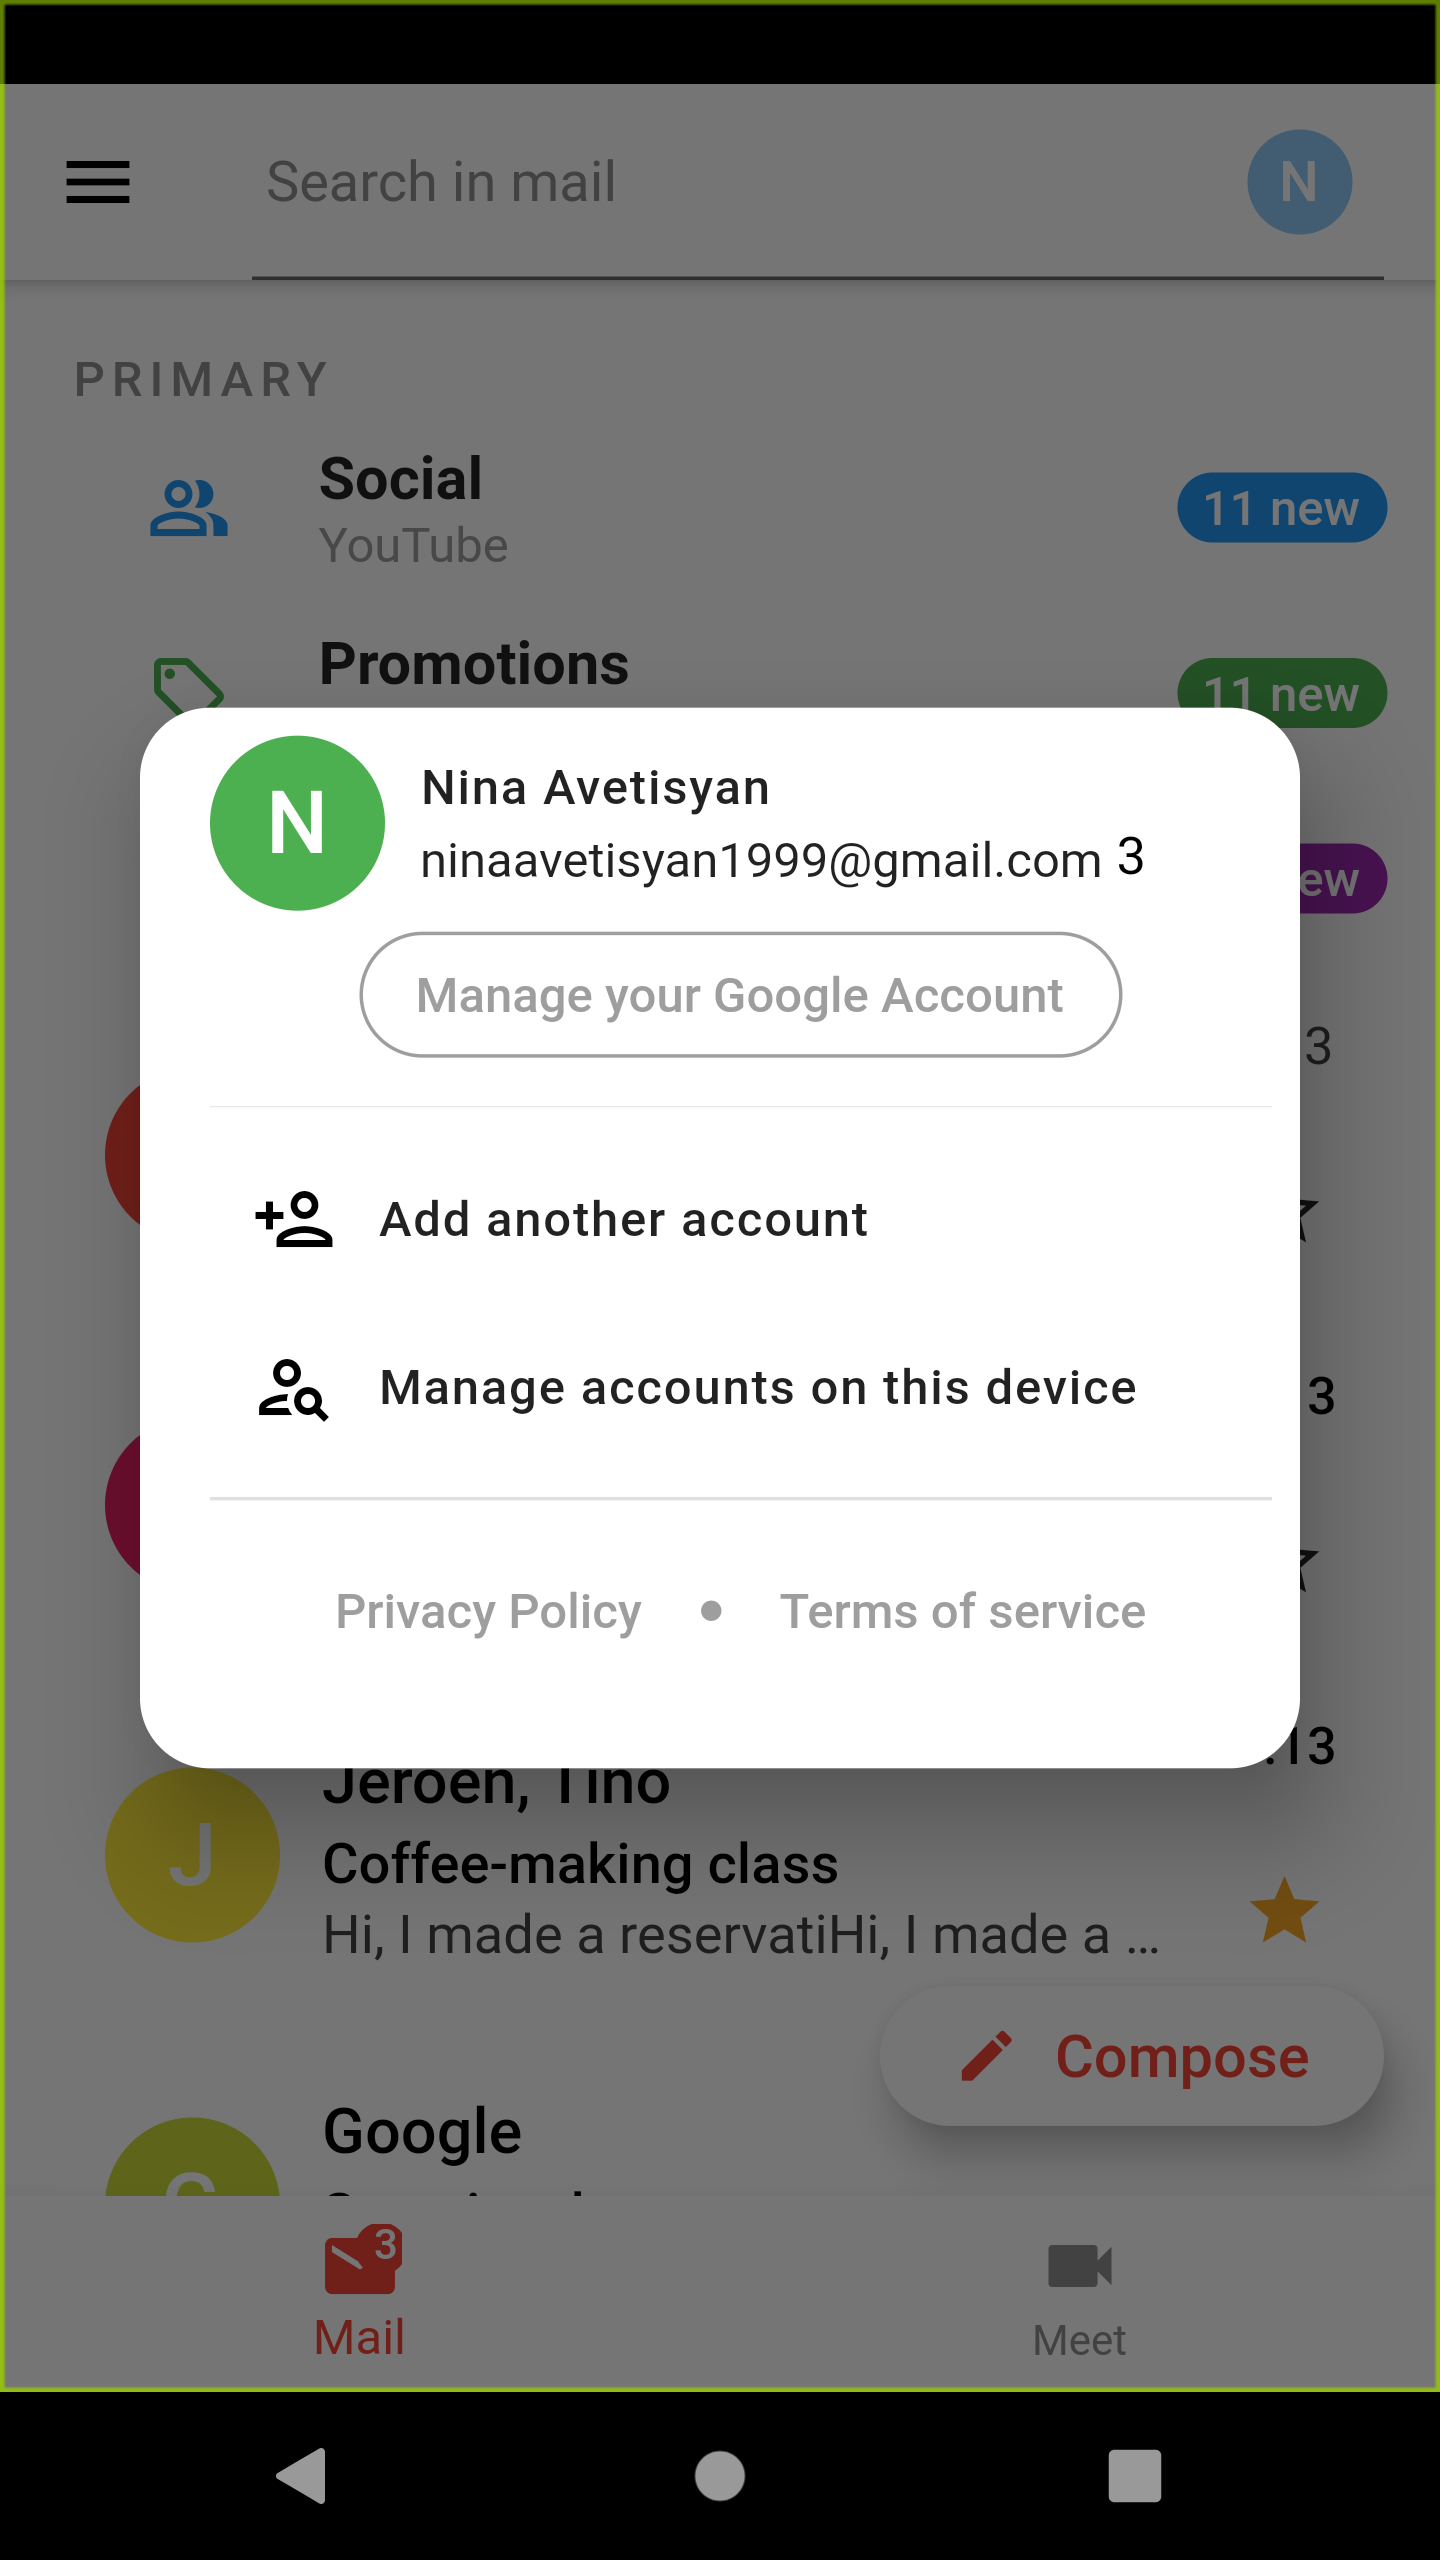 Search in mail
N
PRIMARY
Social
11 new
YouTube
Promotions
11 new
N
Nina Avetisyan
ninaavetisyan1999@gmail.com 3
Manage your Google Account
3
Add another account
Manage accounts on this device
3
Privacy Policy • Terms of service
13
Jeroen, Tino
J
Coffee-making class
Hi, I made a reservatiHi, I made a ...
Compose
Google
3
Mail
Meet